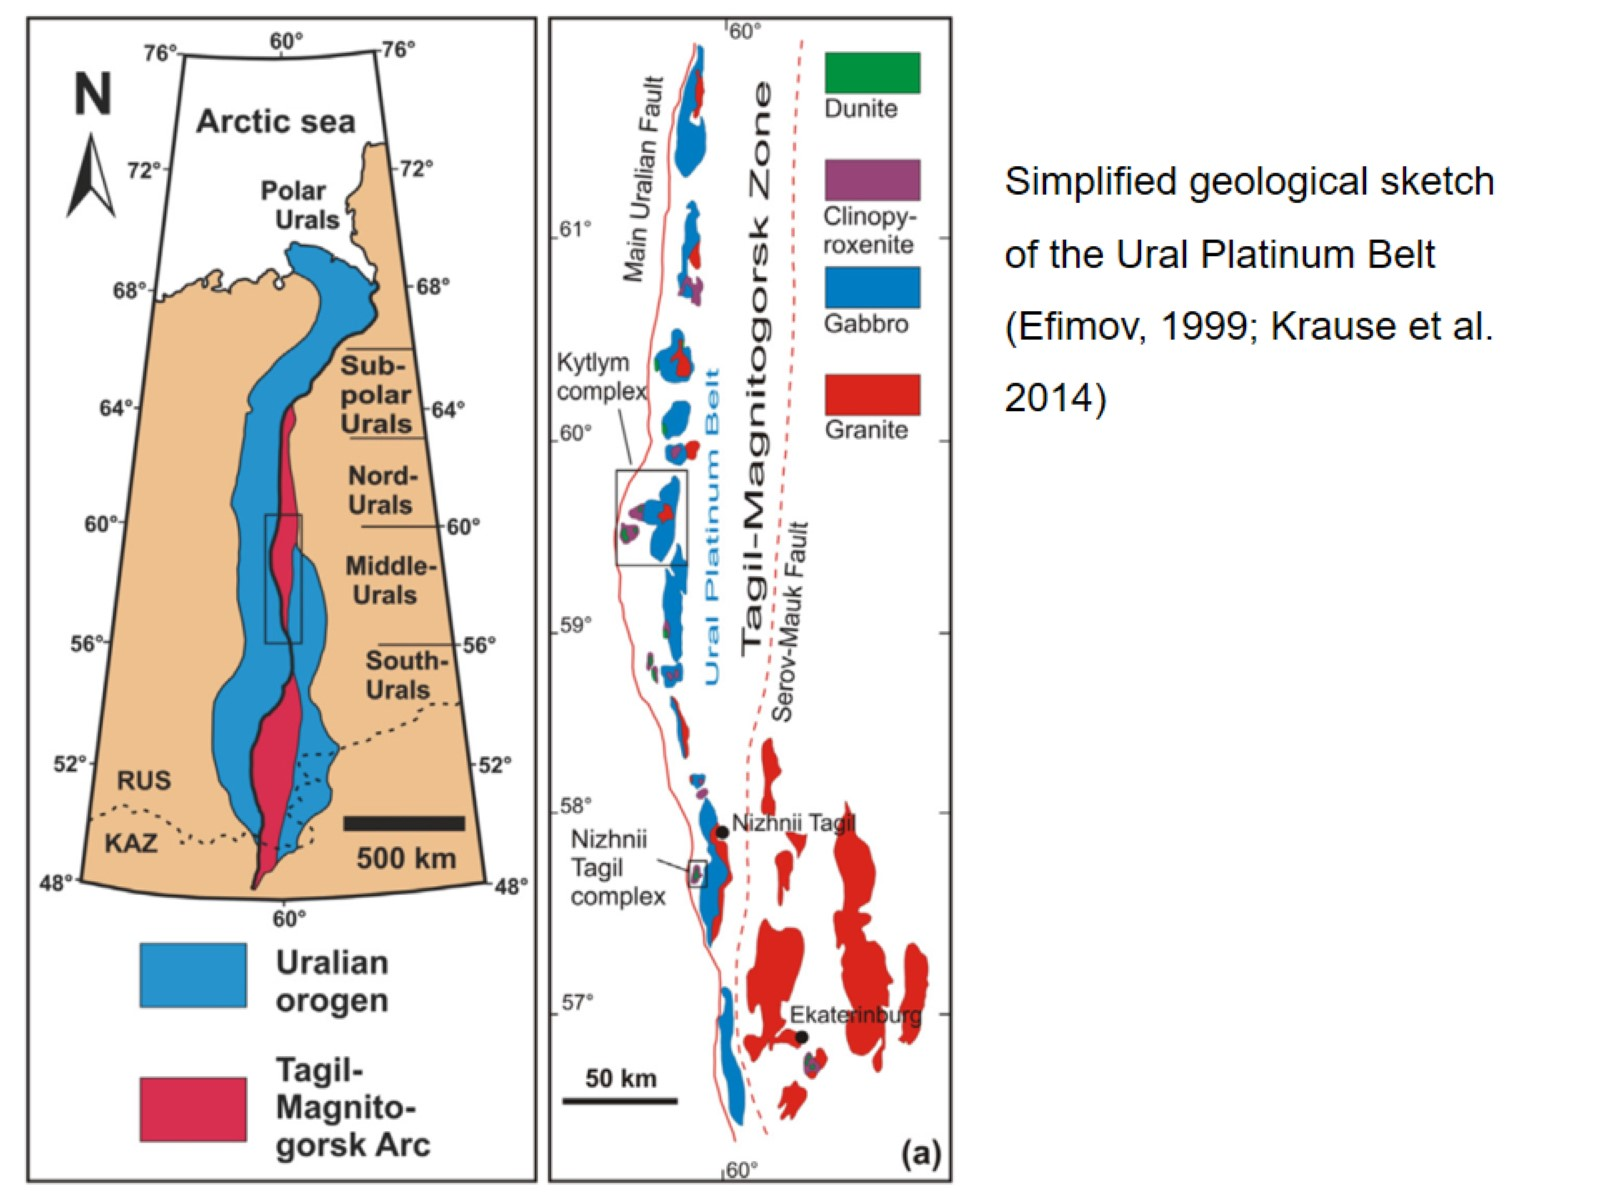 60°
76°
76°
N
Arctic sea
72°
72°
Polar
Urals
68°
68°
Sub-
polar
Urals
64°
64°
Nord-
Urals
60°
60°
Middle-
Urals
56°
56°
South-
Urals
52°
52°
RUS
KAZ
500 km
48°
48°
60°
Uralian
orogen
Tagil-
Magnito-
gorsk Arc
60°
Main Uralian Fault
Tagil-Magnitogorsk Zone
Dunite
Clinopy-
roxenite
Gabbro
Granite
61°
Kytlym
complex
60°
Ural Platinum Belt
Serov-Mauk Fault
59°
58°
Nizhnii Tagil
Nizhnii
Tagil
complex
57°
Ekaterinburg
50 km
(a)
60°
Simplified geological sketch
of the Ural Platinum Belt
(Efimov, 1999; Krause et al.
2014)